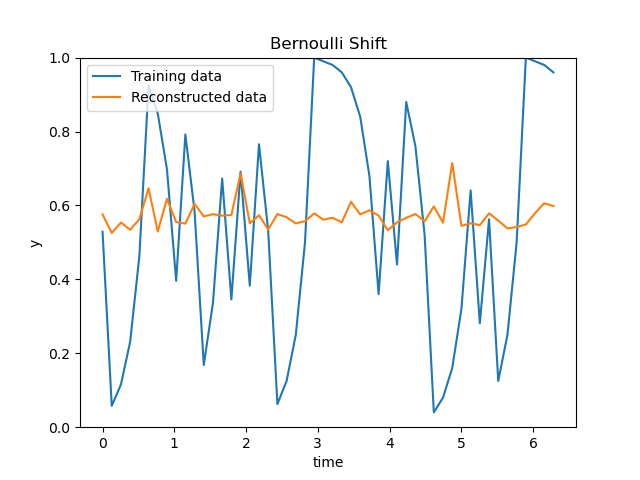 Bernoulli Shift
Training data
Reconstructed data
1.0
0.8
0.6
0.4
0.2
0.0
y
0 1 2 3 4 5 6
time